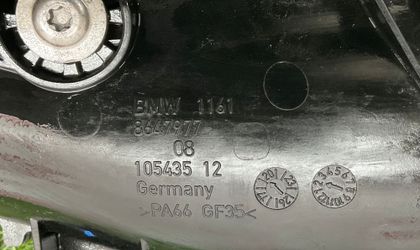 BMW 1161
8647977
08
105435 12
Germany
>PA66 GF35<